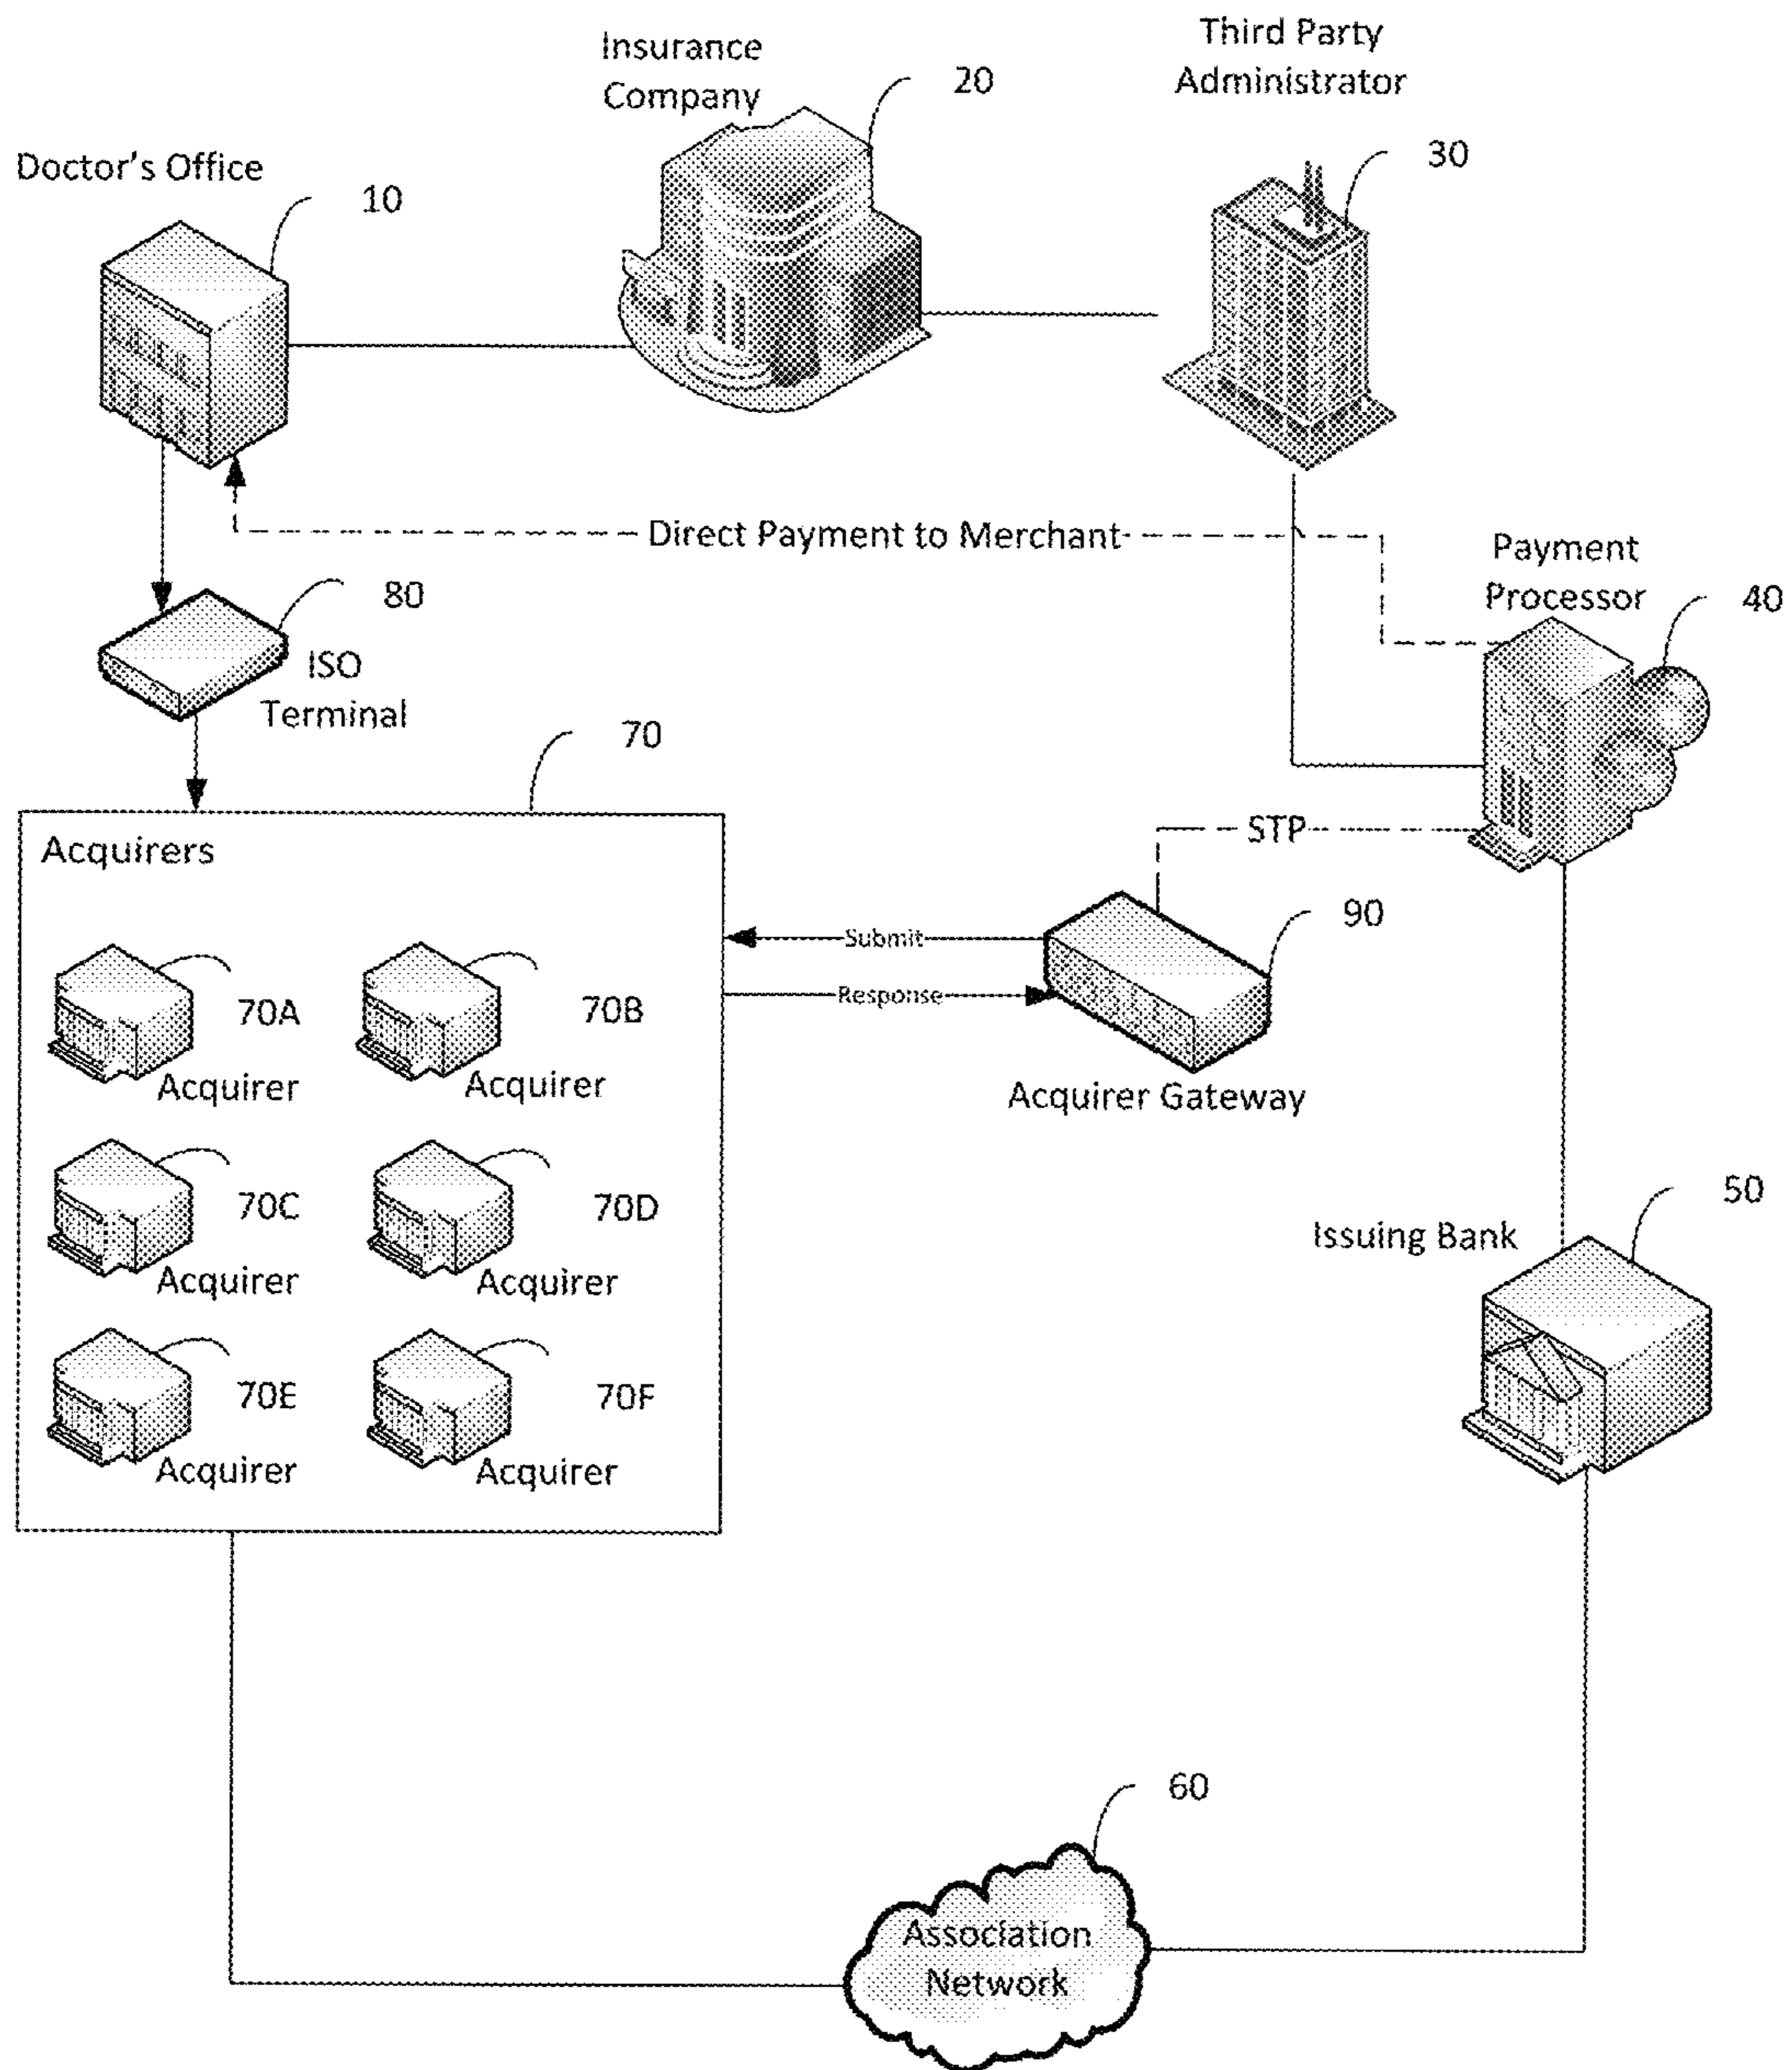 Insurance
Company
20
Third Party
Administrator
30
Doctor's Office
10
Direct Payment to Merchant
Payment
Processor
40
80
ISO
Terminal
70
Acquirers
STP
90
Submit
Response
Acquirer Gateway
70A
Acquirer
70B
Acquirer
70C
Acquirer
70D
Acquirer
70E
Acquirer
70F
Acquirer
50
Issuing Bank
60
Association
Network